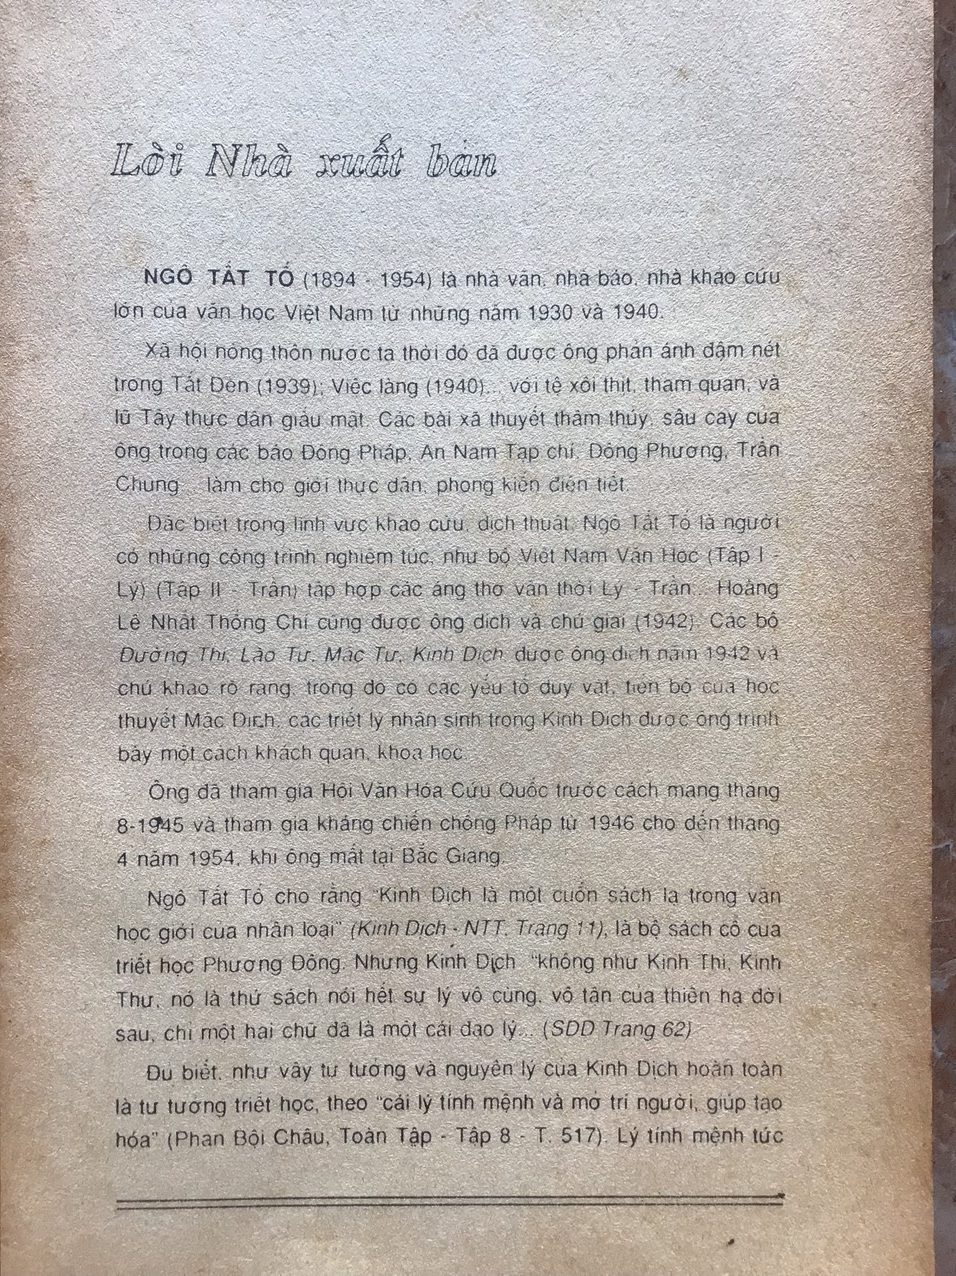 Lời Nhà xuất bản
NGÔ TẤT TỐ (1894 - 1954) là nhà văn, nhà báo, nhà khảo cứu
lớn của văn học Việt Nam từ những năm 1930 và 1940.
Xã hội nông thôn nước ta thời đó đã được ông phản ánh đậm nét
trong Tắt Đèn (1939), Việc làng (1940)... với tệ xôi thịt, tham quan, và
lũ Tây thực dân giấu mặt. Các bài xã thuyết thâm thúy, sâu cay của
ông trong các báo Đông Pháp, An Nam Tạp chí, Đông Phương, Trần
Chung... làm cho giới thực dân, phong kiến điên tiết.
Đặc biệt trong lĩnh vực khảo cứu, dịch thuật, Ngô Tất Tố là người
có những công trình nghiêm túc, như bộ Việt Nam Văn Học (Tập I -
Lý) (Tập II - Trần) tập hợp các áng thơ văn thời Lý - Trần... Hoàng
Lê Nhất Thống Chí cũng được ông dịch và chú giải (1942). Các bộ
Đường Thi, Lão Tử, Mặc Tử, Kinh Dịch, được ông dịch năm 1942 và
chú khảo rõ ràng, trong đó có các yếu tố duy vật, tiến bộ của học
thuyết Mặc Địch, các triết lý nhân sinh trong Kinh Dịch được ông trình
bày một cách khách quan, khoa học.
Ông đã tham gia Hội Văn Hóa Cứu Quốc trước cách mạng tháng
8-1945 và tham gia kháng chiến chống Pháp từ 1946 cho đến tháng
4 năm 1954, khi ông mất tại Bắc Giang.
Ngô Tất Tố cho rằng "Kinh Dịch là một cuốn sách lạ trong văn
học giới của nhân loại" (Kinh Dịch - NTT, Trang 11), là bộ sách cổ của
triết học Phương Đông. Nhưng Kinh Dịch "không như Kinh Thi, Kinh
Thư, nó là thứ sách nói hết sự lý vô cùng, vô tận của thiên hạ đời
sau, chỉ một hai chữ đã là một cái đạo lý... (SDD Trang 62)
Đủ biết, như vậy tư tưởng và nguyên lý của Kinh Dịch hoàn toàn
là tư tưởng triết học, theo "cái lý tính mệnh và mở trí người, giúp tạo
hóa" (Phan Bội Châu, Toàn Tập - Tập 8 - T. 517). Lý tính mệnh tức